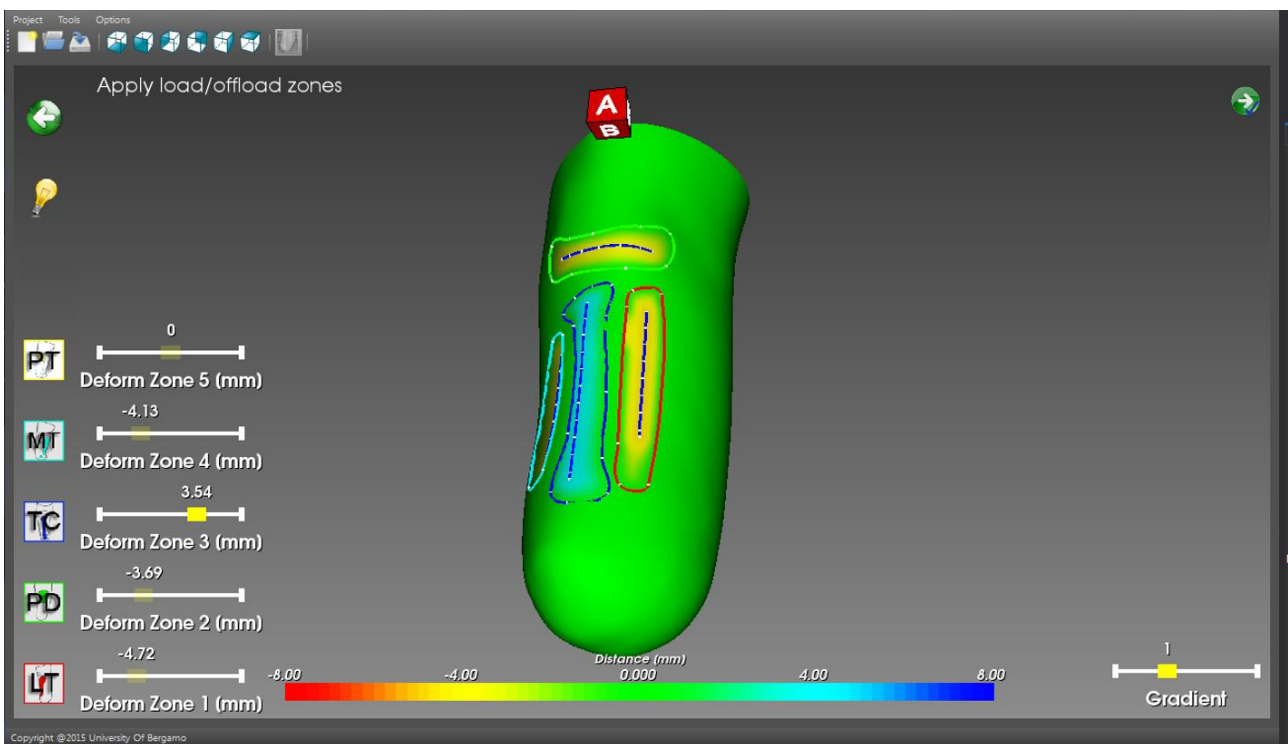 Project Tools Options
Apply load/offload zones
A
B
0
PT
Deform Zone 5 (mm)
-4.13
MT
Deform Zone 4 (mm)
3.54
TC
Deform Zone 3 (mm)
-3.69
PD
Deform Zone 2 (mm)
-4.72
LT
Deform Zone 1 (mm)
Distance (mm)
-8.00 -4.00 0.000 4.00 8.00
1
Gradient
Copyright @2015 University Of Bergamo